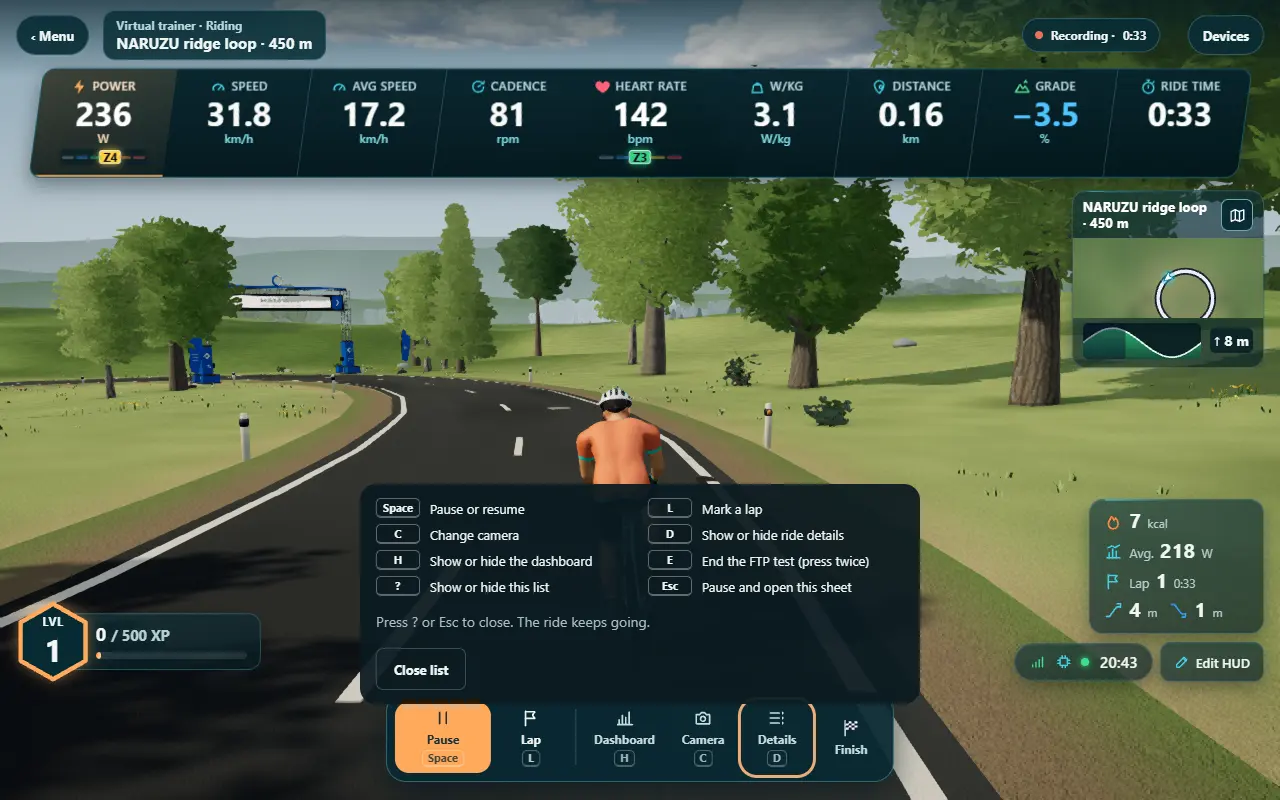 ‹ Menu
Virtual trainer · Riding
NARUZU ridge loop · 450 m
Recording · 0:33
Devices
POWER
236
W
Z4
SPEED
31.8
km/h
AVG SPEED
17.2
km/h
CADENCE
81
rpm
HEART RATE
142
bpm
Z3
W/KG
3.1
W/kg
DISTANCE
0.16
km
GRADE
−3.5
%
RIDE TIME
0:33
NARUZU ridge loop
· 450 m
↑ 8 m
7 kcal
Avg. 218 W
Lap 1 0:33
4 m 1 m
20:43
Edit HUD
LVL
1
0 / 500 XP
Space Pause or resume
C Change camera
H Show or hide the dashboard
? Show or hide this list
L Mark a lap
D Show or hide ride details
E End the FTP test (press twice)
Esc Pause and open this sheet
Press ? or Esc to close. The ride keeps going.
Close list
Pause
Space
Lap
L
Dashboard
H
Camera
C
Details
D
Finish